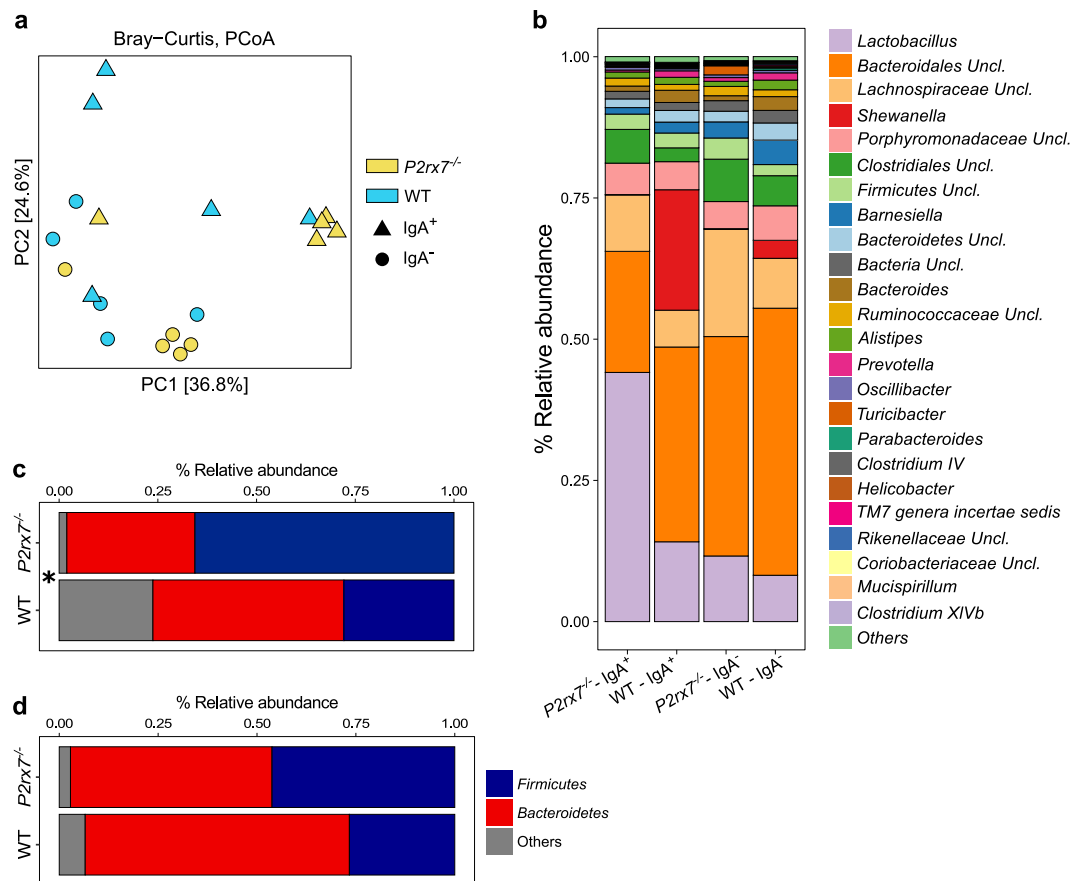 a
Bray−Curtis, PCoA
PC2 [24.6%]
PC1 [36.8%]
P2rx7-/-
WT
IgA+
IgA-
b
% Relative abundance
1.00
0.75
0.50
0.25
0.00
P2rx7-/- - IgA+
WT - IgA+
P2rx7-/- - IgA-
WT - IgA-
Lactobacillus
Bacteroidales Uncl.
Lachnospiraceae Uncl.
Shewanella
Porphyromonadaceae Uncl.
Clostridiales Uncl.
Firmicutes Uncl.
Barnesiella
Bacteroidetes Uncl.
Bacteria Uncl.
Bacteroides
Ruminococcaceae Uncl.
Alistipes
Prevotella
Oscillibacter
Turicibacter
Parabacteroides
Clostridium IV
Helicobacter
TM7 genera incertae sedis
Rikenellaceae Uncl.
Coriobacteriaceae Uncl.
Mucispirillum
Clostridium XlVb
Others
c
% Relative abundance
0.00 0.25 0.50 0.75 1.00
P2rx7-/-
*
WT
d
% Relative abundance
0.00 0.25 0.50 0.75 1.00
P2rx7-/-
WT
Firmicutes
Bacteroidetes
Others